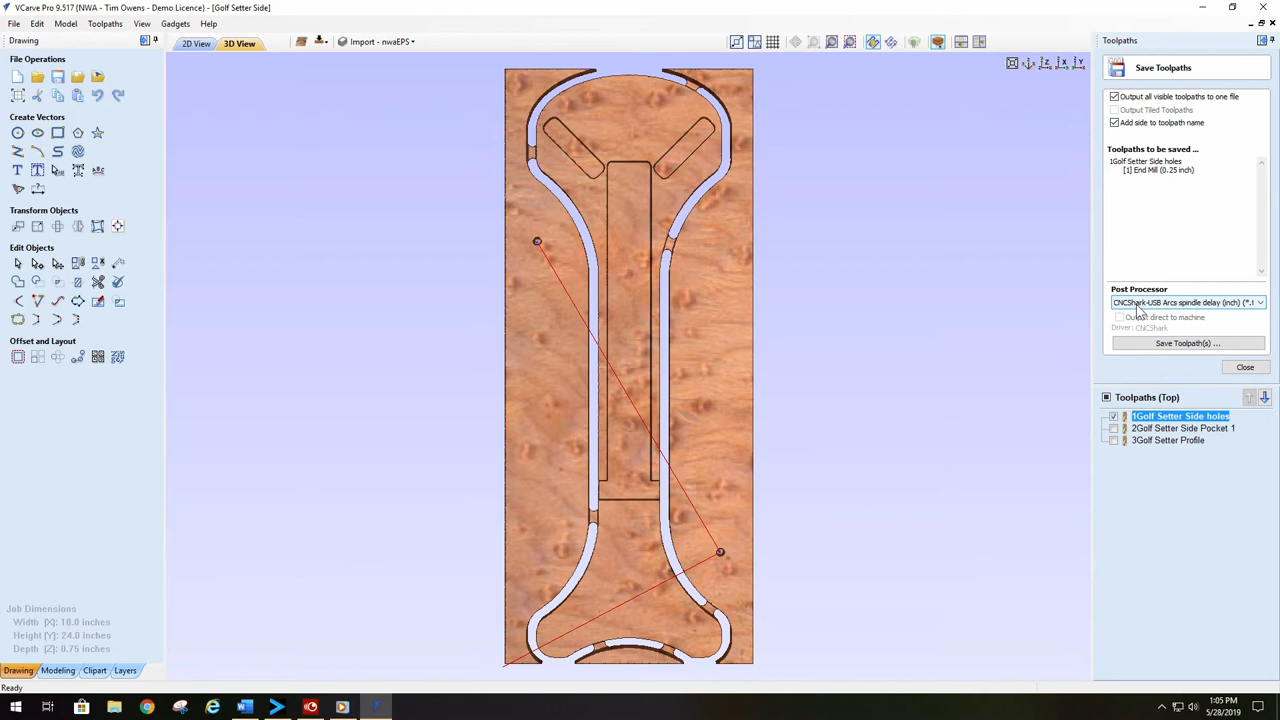 VCarve Pro 9.517 (NWA - Tim Owens - Demo Licence) - [Golf Setter Side]
File Edit Model Toolpaths View Gadgets Help
Drawing
2D View 3D View Import - nwaEPS
Toolpaths
File Operations
Save Toolpaths
Output all visible toolpaths to one file
Output Tiled Toolpaths
Add side to toolpath name
Create Vectors
Toolpaths to be saved ...
1Golf Setter Side holes
[1] End Mill (0.25 inch)
Transform Objects
Edit Objects
Post Processor
CNCShark-USB Arcs spindle delay (inch) (*.t
Output direct to machine
Driver: CNCShark
Save Toolpath(s) ...
Offset and Layout
Close
Toolpaths (Top)
1Golf Setter Side holes
2Golf Setter Side Pocket 1
3Golf Setter Profile
Job Dimensions
Width (X): 10.0 inches
Height (Y): 24.0 inches
Depth (Z): 0.75 inches
Drawing Modeling Clipart Layers
Ready
1:05 PM
5/28/2019